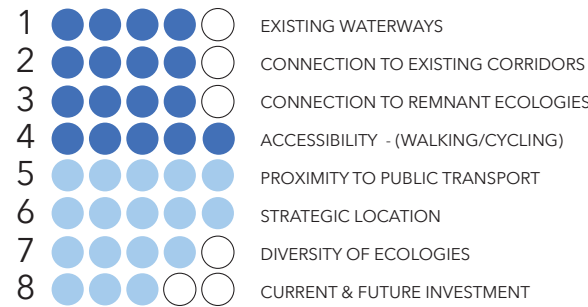 1 EXISTING WATERWAYS
2 CONNECTION TO EXISTING CORRIDORS
3 CONNECTION TO REMNANT ECOLOGIES
4 ACCESSIBILITY - (WALKING/CYCLING)
5 PROXIMITY TO PUBLIC TRANSPORT
6 STRATEGIC LOCATION
7 DIVERSITY OF ECOLOGIES
8 CURRENT & FUTURE INVESTMENT